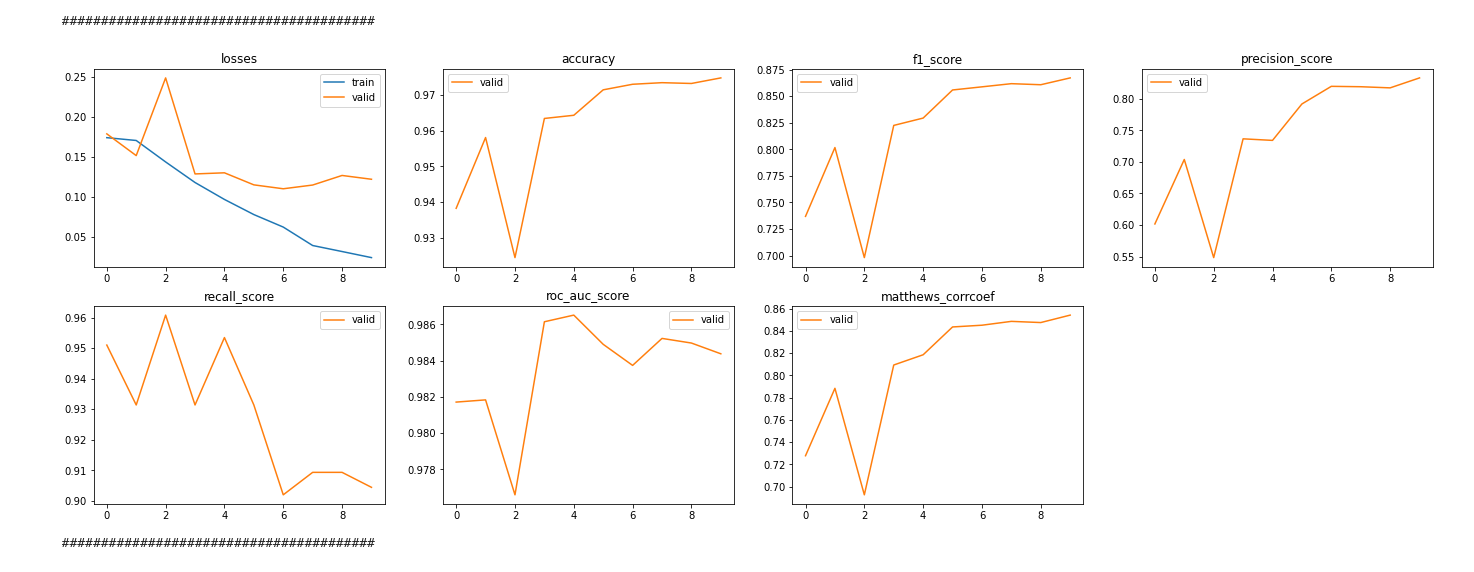 ########################################
losses
0.25
0.20
0.15
0.10
0.05
0 2 4 6 8
train
valid
accuracy
0.97
0.96
0.95
0.94
0.93
0 2 4 6 8
valid
f1_score
0.875
0.850
0.825
0.800
0.775
0.750
0.725
0.700
0 2 4 6 8
valid
precision_score
0.80
0.75
0.70
0.65
0.60
0.55
0 2 4 6 8
valid
recall_score
0.96
0.95
0.94
0.93
0.92
0.91
0.90
0 2 4 6 8
valid
roc_auc_score
0.986
0.984
0.982
0.980
0.978
0 2 4 6 8
valid
matthews_corrcoef
0.86
0.84
0.82
0.80
0.78
0.76
0.74
0.72
0.70
0 2 4 6 8
valid
########################################